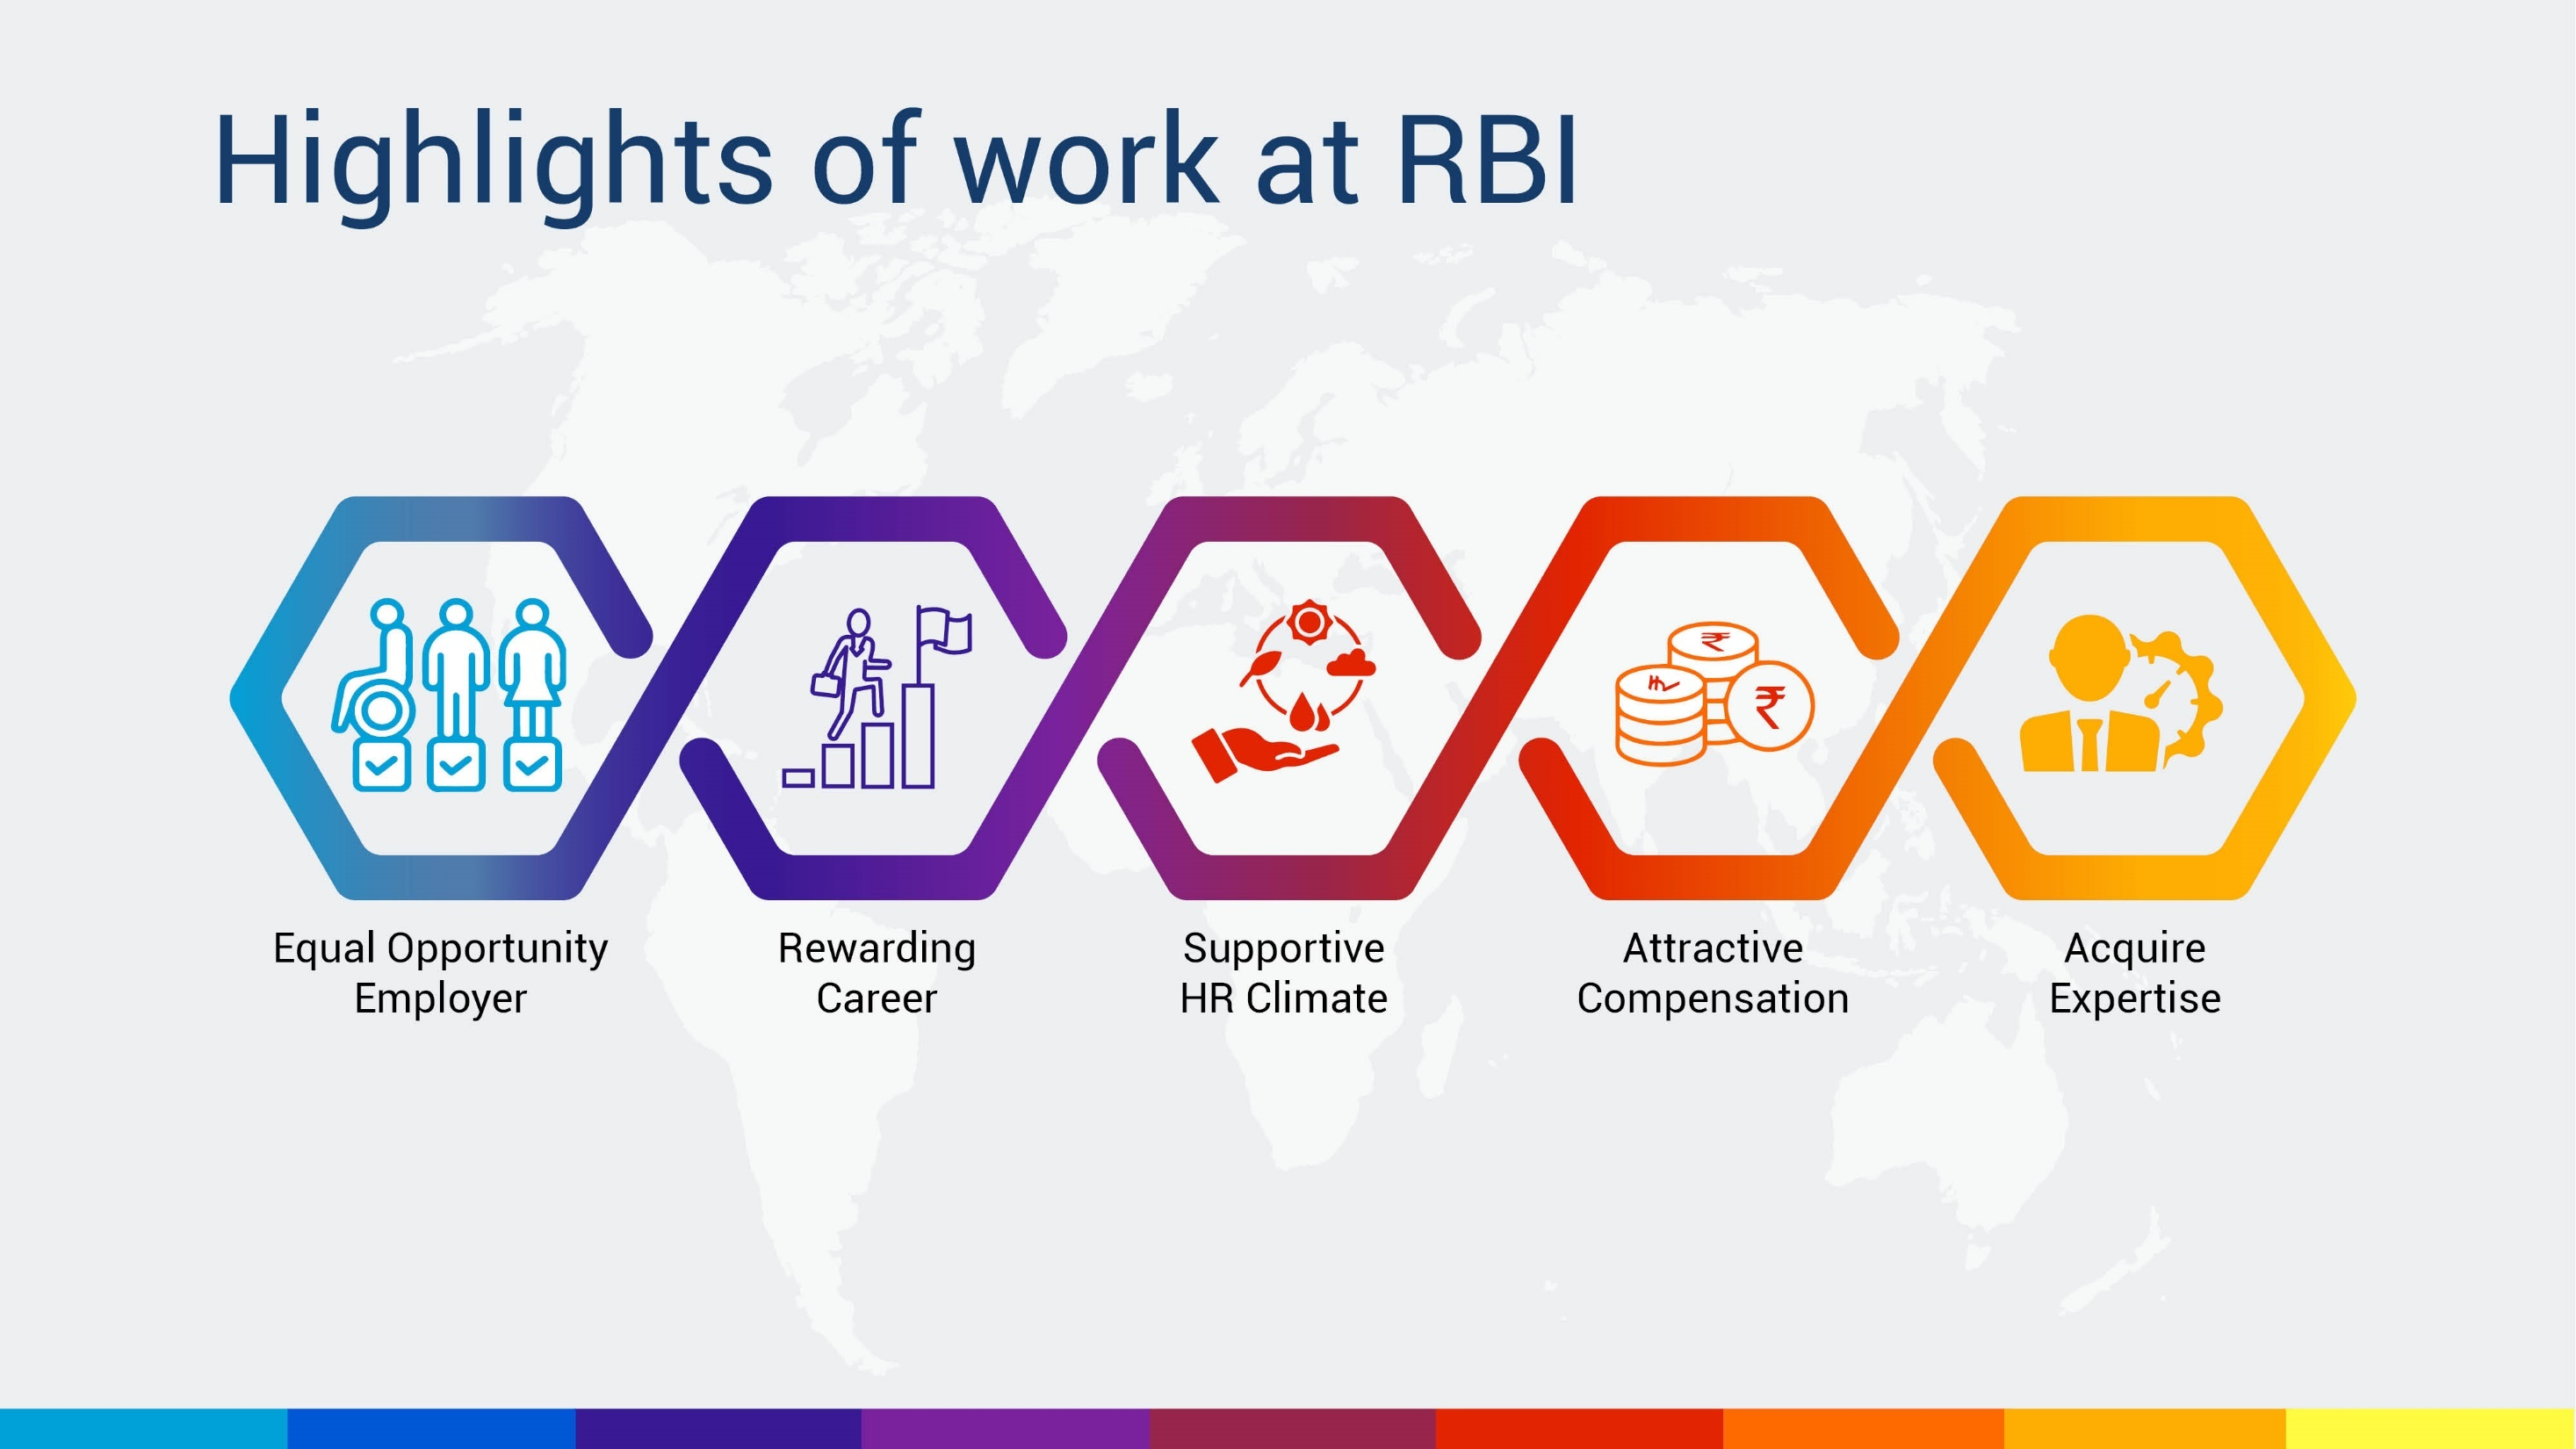 Highlights of work at RBI
₹
₹
Equal Opportunity
Employer
Rewarding
Career
Supportive
HR Climate
Attractive
Compensation
Acquire
Expertise